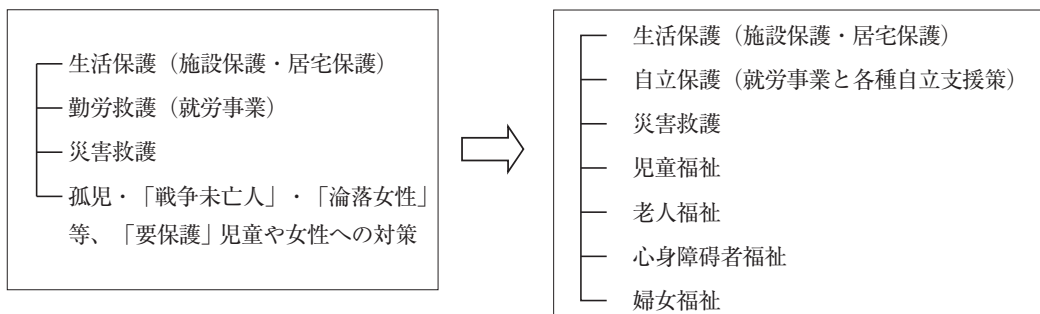 生活保護（施設保護・居宅保護）
勤労救護（就労事業）
災害救護
孤児・「戦争未亡人」・「淪落女性」
等、「要保護」児童や女性への対策
生活保護（施設保護・居宅保護）
自立保護（就労事業と各種自立支援策）
災害救護
児童福祉
老人福祉
心身障碍者福祉
婦女福祉